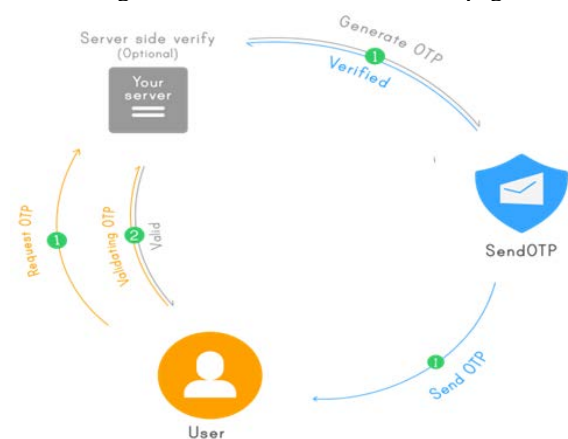 Server side verify
(Optional)
Your
server
Generate OTP
1
Verified
Request OTP
1
Validating OTP
2
Valid
SendOTP
1
Send OTP
User